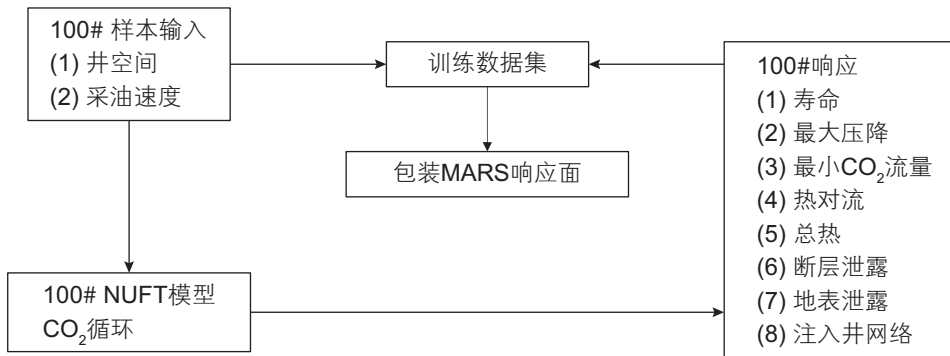 100# 样本输入
(1) 井空间
(2) 采油速度
训练数据集
包装MARS响应面
100#响应
(1) 寿命
(2) 最大压降
(3) 最小CO₂流量
(4) 热对流
(5) 总热
(6) 断层泄露
(7) 地表泄露
(8) 注入井网络
100# NUFT模型
CO₂循环